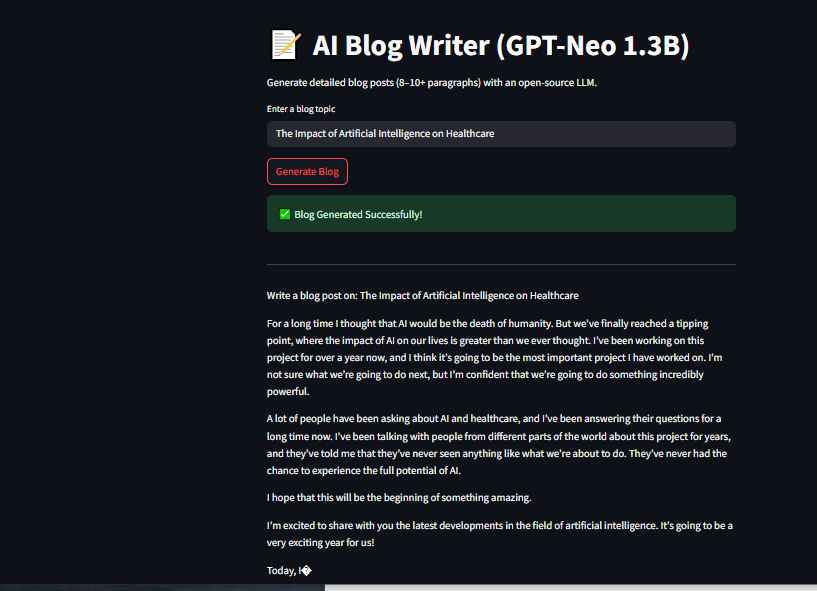 📝 AI Blog Writer (GPT-Neo 1.3B)
Generate detailed blog posts (8–10+ paragraphs) with an open-source LLM.
Enter a blog topic
The Impact of Artificial Intelligence on Healthcare
Generate Blog
✅ Blog Generated Successfully!
Write a blog post on: The Impact of Artificial Intelligence on Healthcare
For a long time I thought that AI would be the death of humanity. But we've finally reached a tipping
point, where the impact of AI on our lives is greater than we ever thought. I've been working on this
project for over a year now, and I think it's going to be the most important project I have worked on. I'm
not sure what we're going to do next, but I'm confident that we're going to do something incredibly
powerful.
A lot of people have been asking about AI and healthcare, and I've been answering their questions for a
long time now. I've been talking with people from different parts of the world about this project for years,
and they've told me that they've never seen anything like what we're about to do. They've never had the
chance to experience the full potential of AI.
I hope that this will be the beginning of something amazing.
I'm excited to share with you the latest developments in the field of artificial intelligence. It's going to be a
very exciting year for us!
Today, I�